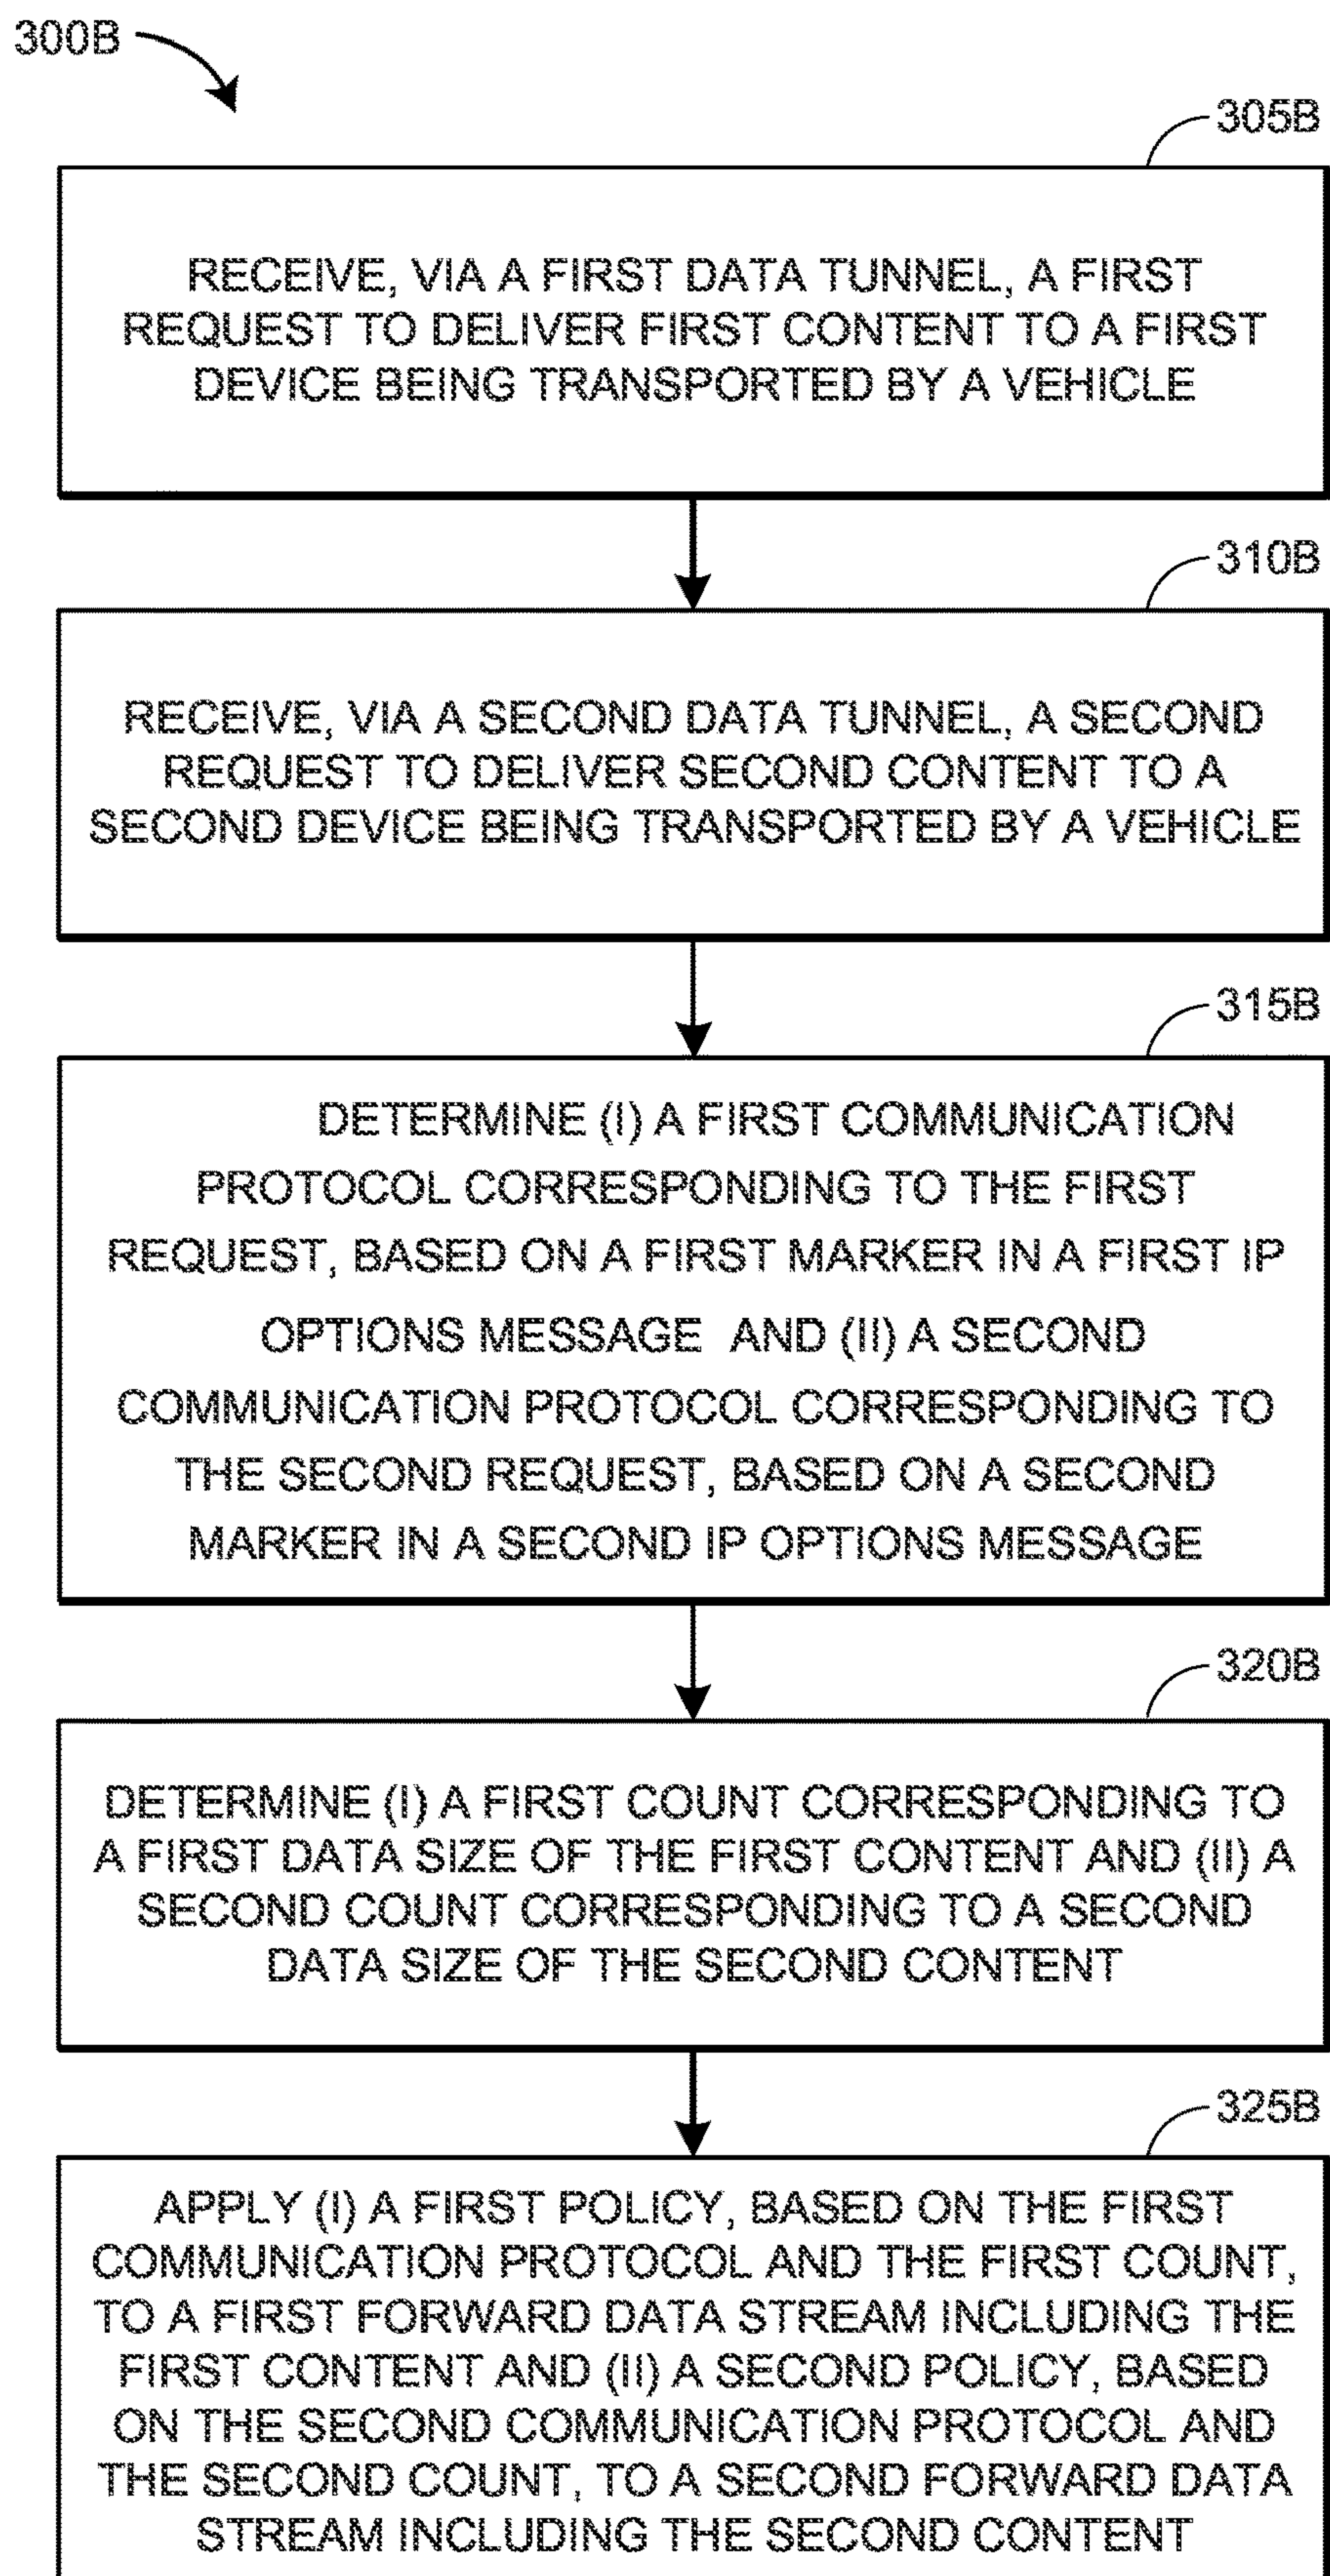 300B
305B
RECEIVE, VIA A FIRST DATA TUNNEL, A FIRST
REQUEST TO DELIVER FIRST CONTENT TO A FIRST
DEVICE BEING TRANSPORTED BY A VEHICLE
310B
RECEIVE, VIA A SECOND DATA TUNNEL, A SECOND
REQUEST TO DELIVER SECOND CONTENT TO A
SECOND DEVICE BEING TRANSPORTED BY A VEHICLE
315B
DETERMINE (I) A FIRST COMMUNICATION
PROTOCOL CORRESPONDING TO THE FIRST
REQUEST, BASED ON A FIRST MARKER IN A FIRST IP
OPTIONS MESSAGE AND (II) A SECOND
COMMUNICATION PROTOCOL CORRESPONDING TO
THE SECOND REQUEST, BASED ON A SECOND
MARKER IN A SECOND IP OPTIONS MESSAGE
320B
DETERMINE (I) A FIRST COUNT CORRESPONDING TO
A FIRST DATA SIZE OF THE FIRST CONTENT AND (II) A
SECOND COUNT CORRESPONDING TO A SECOND
DATA SIZE OF THE SECOND CONTENT
325B
APPLY (I) A FIRST POLICY, BASED ON THE FIRST
COMMUNICATION PROTOCOL AND THE FIRST COUNT,
TO A FIRST FORWARD DATA STREAM INCLUDING THE
FIRST CONTENT AND (II) A SECOND POLICY, BASED
ON THE SECOND COMMUNICATION PROTOCOL AND
THE SECOND COUNT, TO A SECOND FORWARD DATA
STREAM INCLUDING THE SECOND CONTENT